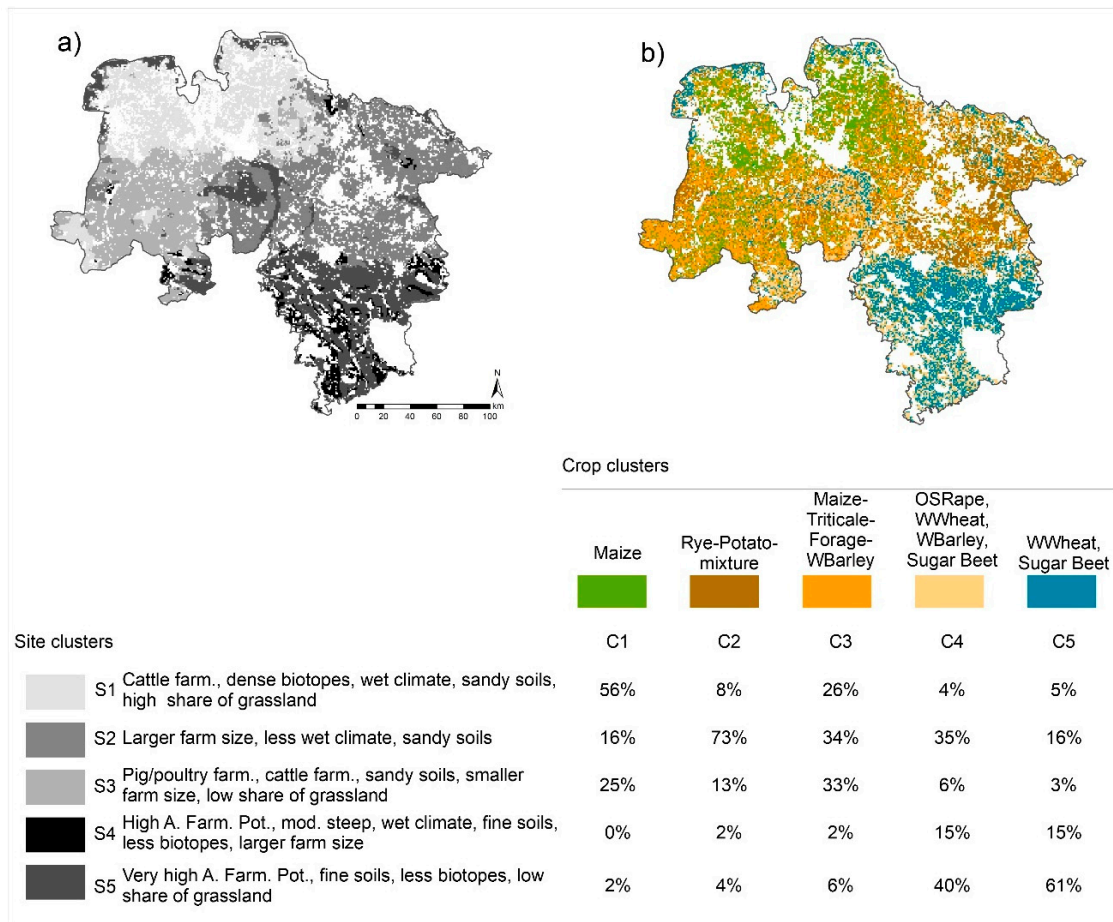 a)
b)
N
km
0 20 40 60 80 100
Crop clusters
Maize
Rye-Potato-
mixture
Maize-
Triticale-
Forage-
WBarley
OSRape,
WWheat,
WBarley,
Sugar Beet
WWheat,
Sugar Beet
Site clusters
C1 C2 C3 C4 C5
S1 Cattle farm., dense biotopes, wet climate, sandy soils,
high share of grassland
56% 8% 26% 4% 5%
S2 Larger farm size, less wet climate, sandy soils
16% 73% 34% 35% 16%
S3 Pig/poultry farm., cattle farm., sandy soils, smaller
farm size, low share of grassland
25% 13% 33% 6% 3%
S4 High A. Farm. Pot., mod. steep, wet climate, fine soils,
less biotopes, larger farm size
0% 2% 2% 15% 15%
S5 Very high A. Farm. Pot., fine soils, less biotopes, low
share of grassland
2% 4% 6% 40% 61%